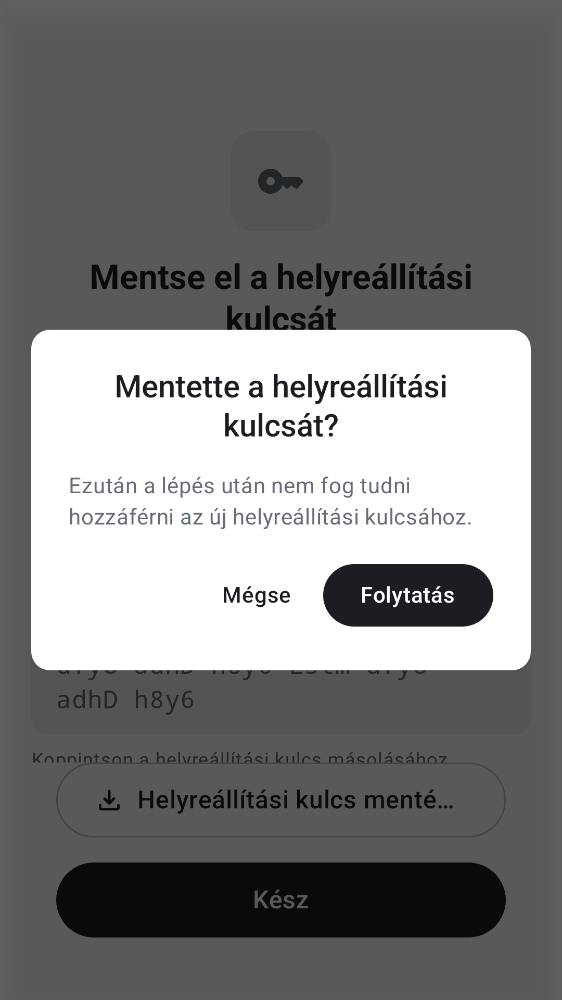 Mentse el a helyreállítási
kulcsát
Mentette a helyreállítási
kulcsát?
Ezután a lépés után nem fog tudni
hozzáférni az új helyreállítási kulcsához.
Mégse
Folytatás
adhD h8y6
Koppintson a helyreállítási kulcs másolásához
Helyreállítási kulcs menté…
Kész